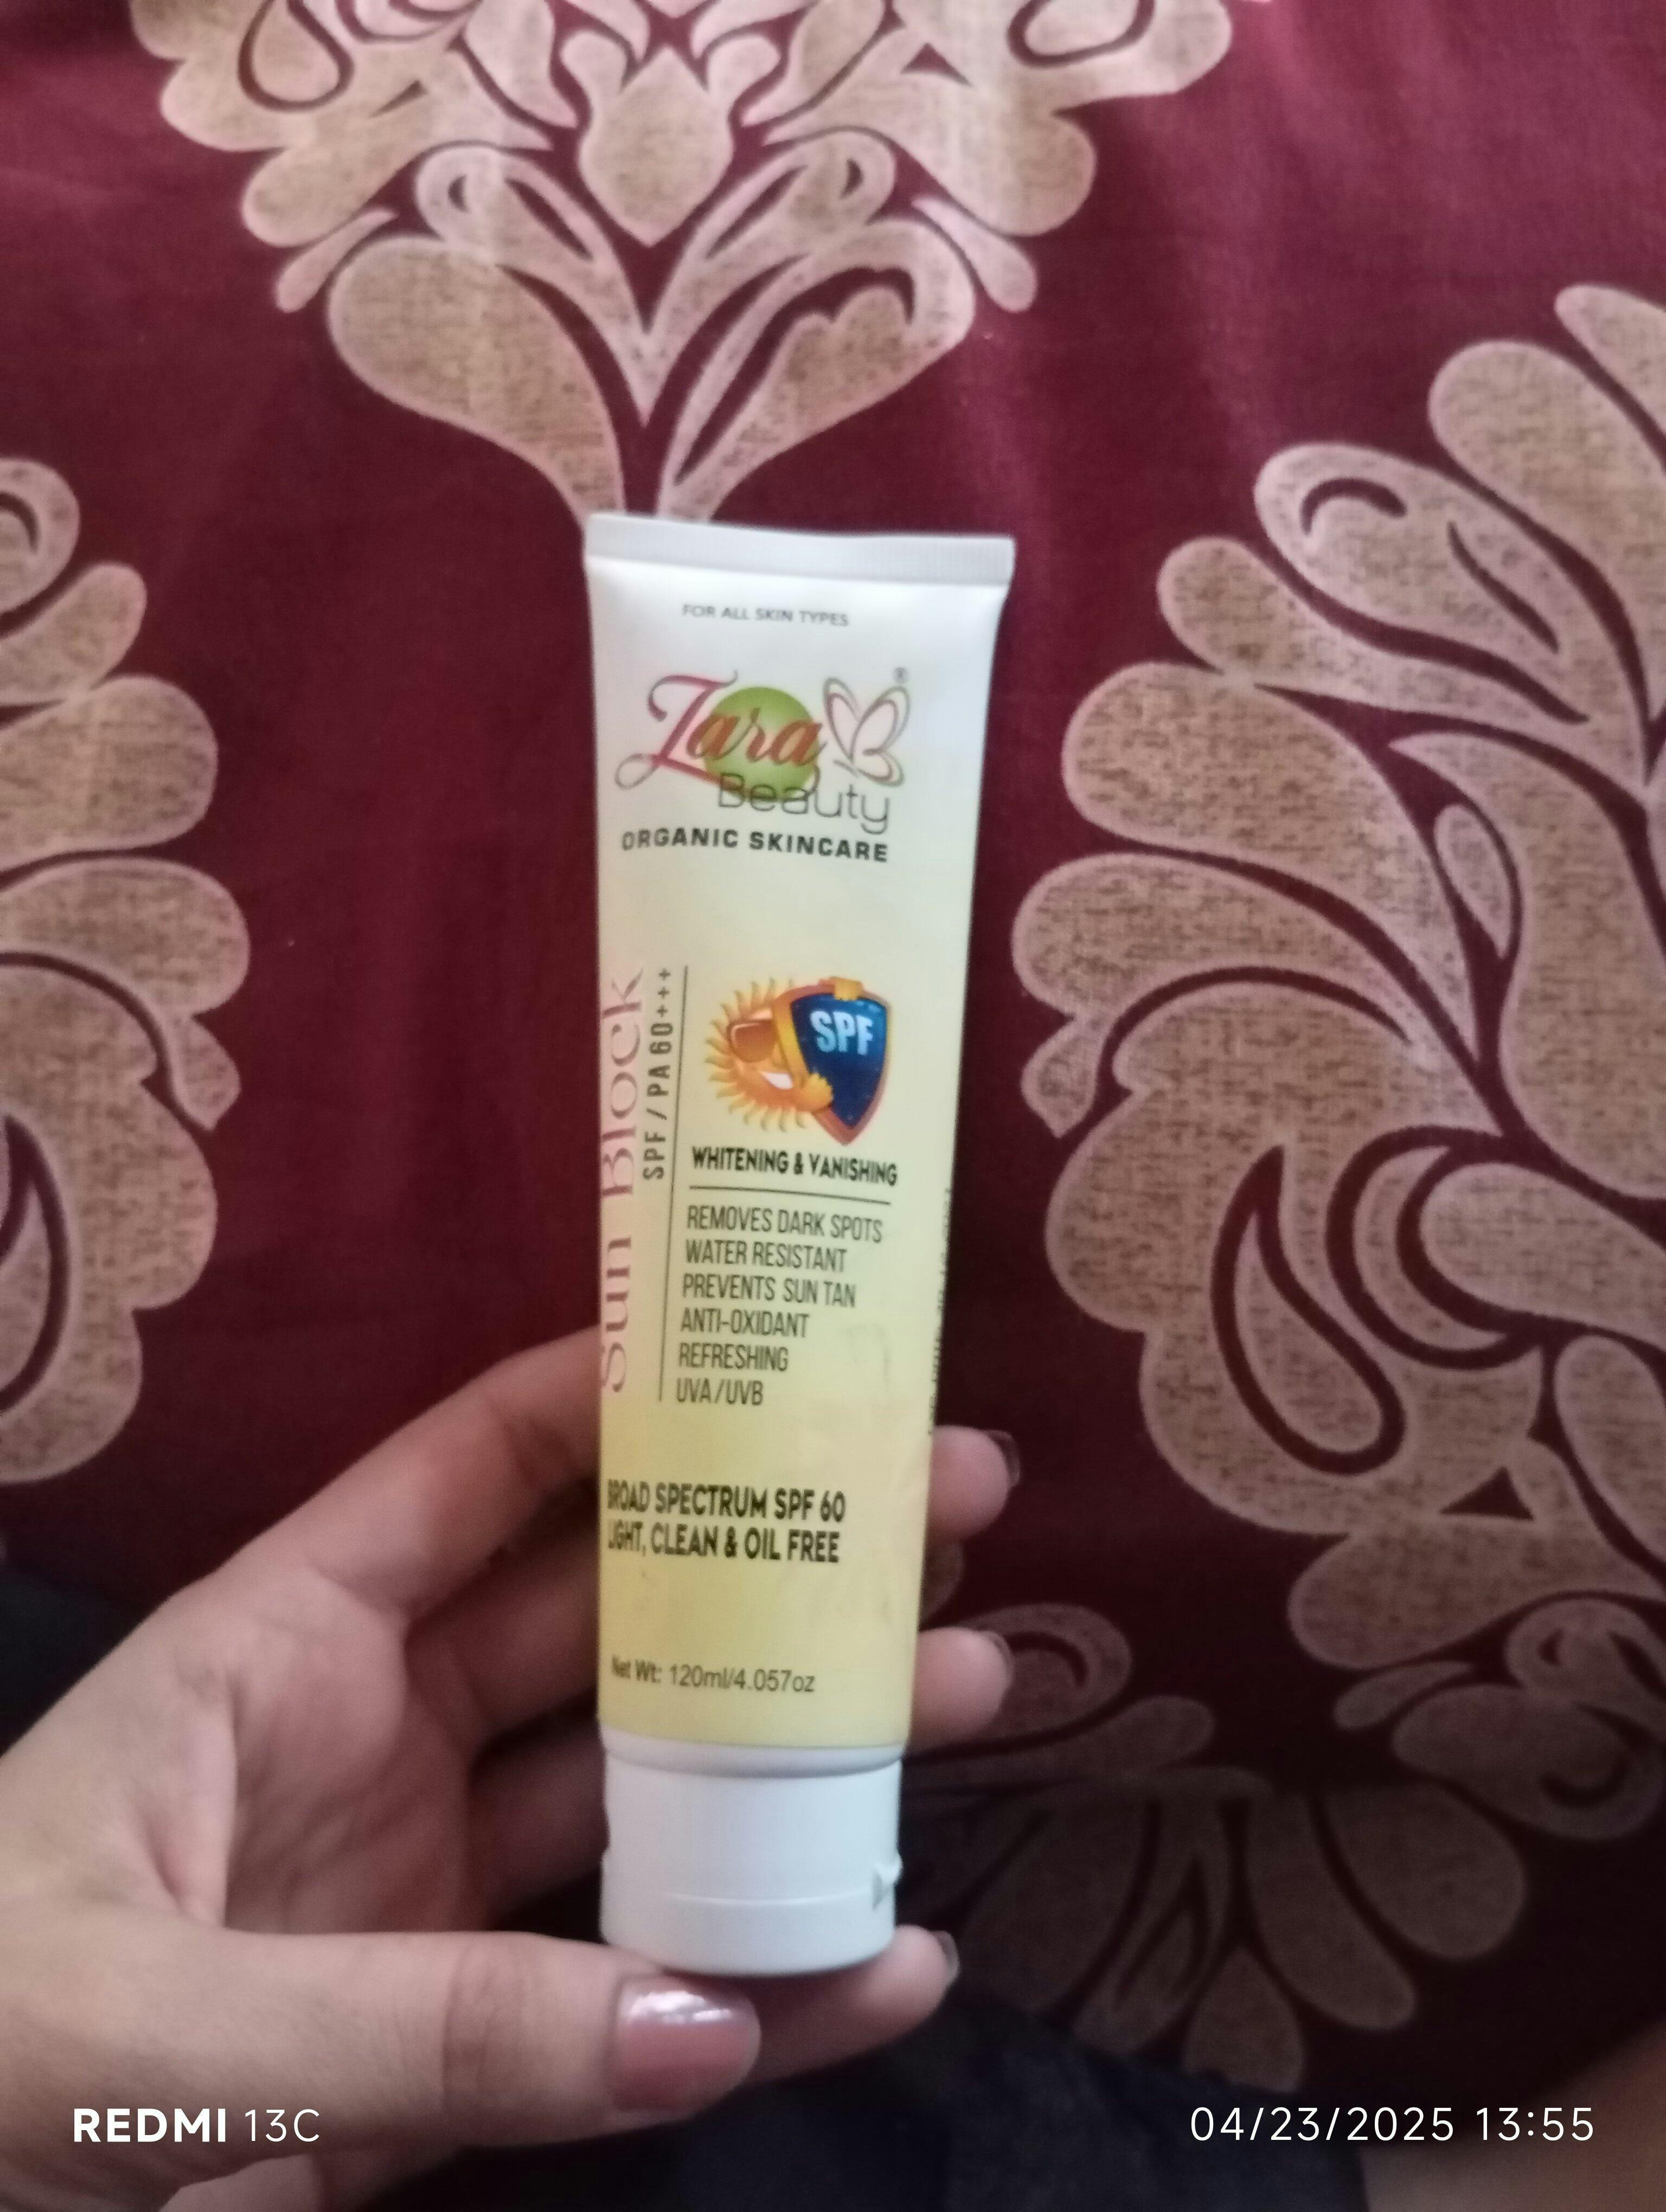 FOR ALL SKIN TYPES
Zara
Beauty
®
ORGANIC SKINCARE
Sun Block
SPF / PA 60+++
SPF
WHITENING & VANISHING
REMOVES DARK SPOTS
WATER RESISTANT
PREVENTS SUN TAN
ANTI-OXIDANT
REFRESHING
UVA/UVB
BROAD SPECTRUM SPF 60
LIGHT, CLEAN & OIL FREE
Net Wt: 120ml/4.057oz
REDMI 13C
04/23/2025 13:55